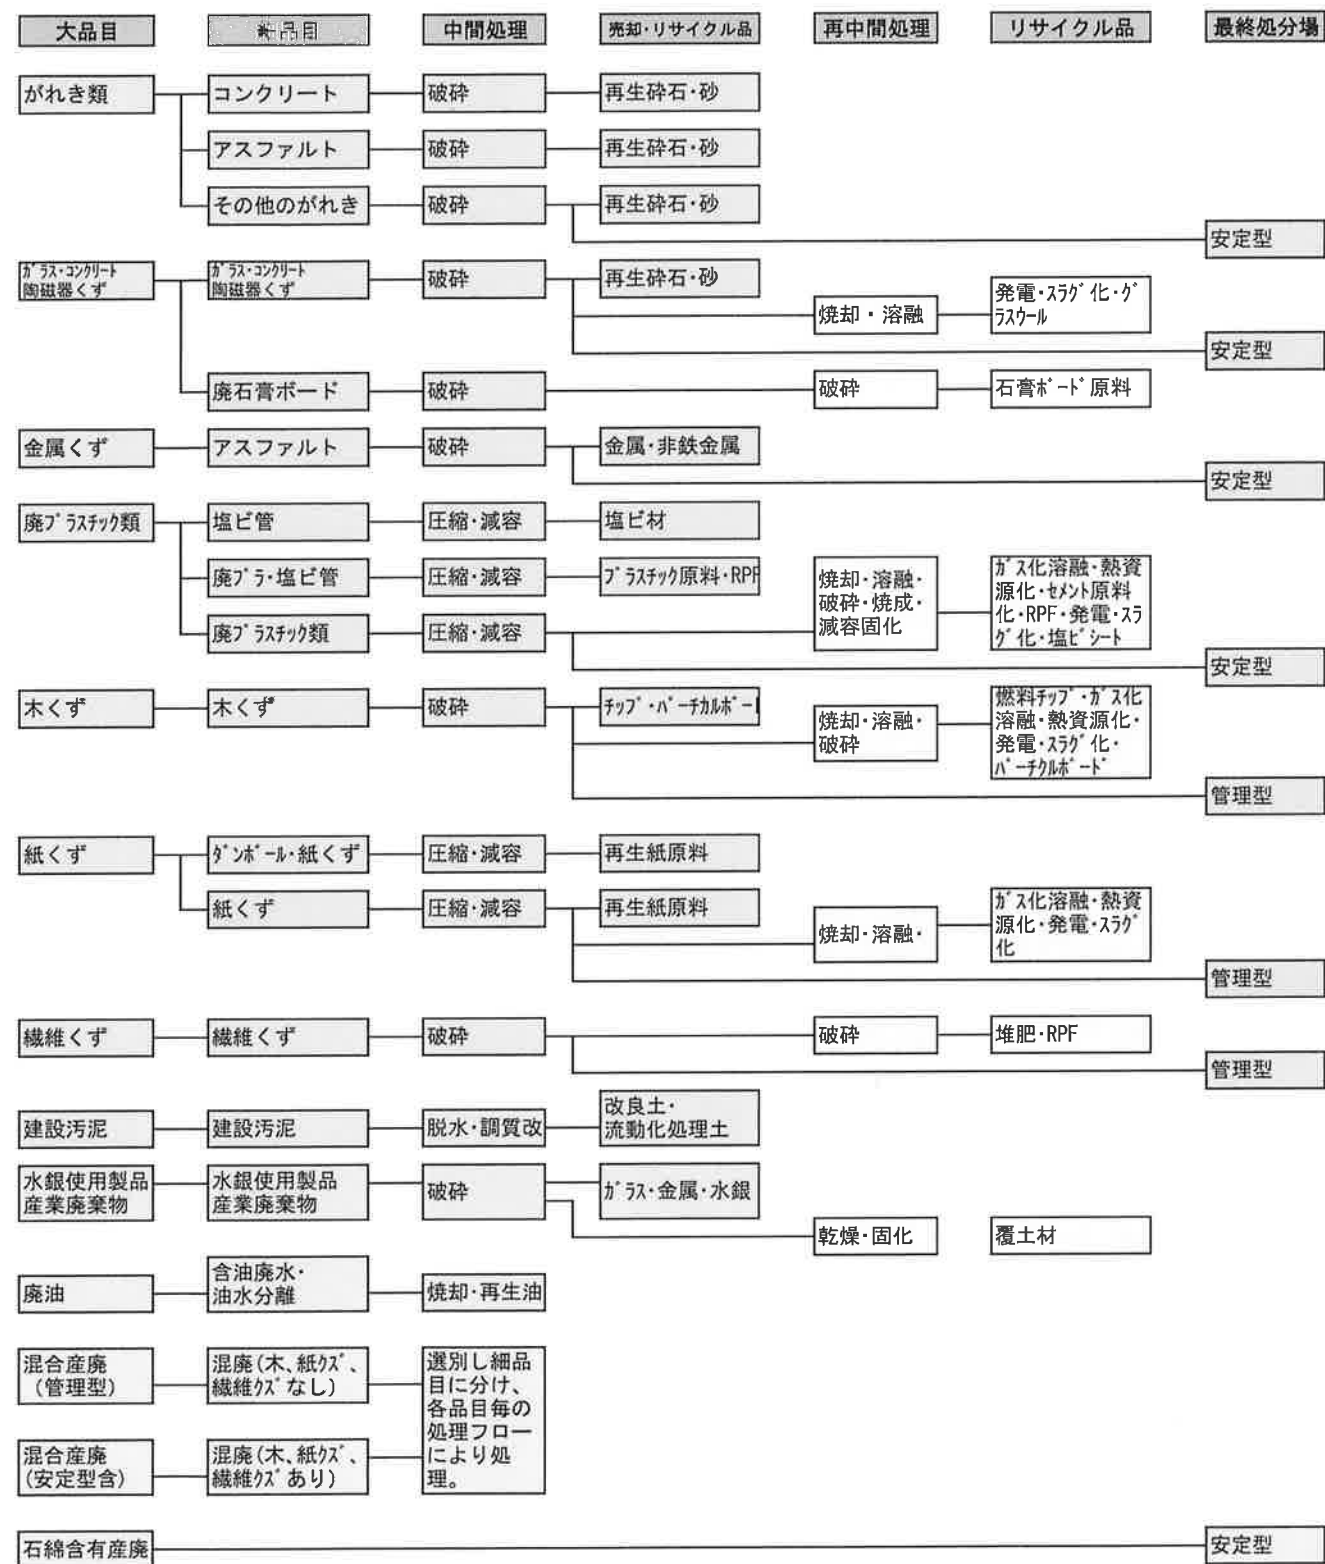 大品目
品目
中間処理
売却・リサイクル品
再中間処理
リサイクル品
最終処分場
がれき類
コンクリート
破砕
再生砕石・砂
アスファルト
破砕
再生砕石・砂
その他のがれき
破砕
再生砕石・砂
安定型
ｶﾞﾗｽ・ｺﾝｸﾘｰﾄ
陶磁器くず
ｶﾞﾗｽ・ｺﾝｸﾘｰﾄ
陶磁器くず
破砕
再生砕石・砂
焼却・溶融
発電・ｽﾗｸﾞ化・ｸﾞ
ﾗｽｳｰﾙ
安定型
廃石膏ボード
破砕
破砕
石膏ﾎﾞｰﾄﾞ原料
金属くず
アスファルト
破砕
金属・非鉄金属
安定型
廃ﾌﾟﾗｽﾁｯｸ類
塩ビ管
圧縮・減容
塩ビ材
廃ﾌﾟﾗ・塩ビ管
圧縮・減容
ﾌﾟﾗｽﾁｯｸ原料・RPF
廃ﾌﾟﾗｽﾁｯｸ類
圧縮・減容
焼却・溶融・
破砕・焼成・
減容固化
ｶﾞｽ化溶融・熱資
源化・ｾﾒﾝﾄ原料
化・RPF・発電・ｽﾗ
ｸﾞ化・塩ﾋﾞｼｰﾄ
安定型
木くず
木くず
破砕
ﾁｯﾌﾟ・ﾊﾟｰﾁｶﾙﾎﾞｰ
焼却・溶融・
破砕
燃料ﾁｯﾌﾟ・ｶﾞｽ化
溶融・熱資源化・
発電・ｽﾗｸﾞ化・
ﾊﾟｰﾁｸﾙﾎﾞｰﾄﾞ
管理型
紙くず
ﾀﾞﾝﾎﾞｰﾙ・紙くず
圧縮・減容
再生紙原料
紙くず
圧縮・減容
再生紙原料
焼却・溶融・
ｶﾞｽ化溶融・熱資
源化・発電・ｽﾗｸﾞ
化
管理型
繊維くず
繊維くず
破砕
破砕
堆肥・RPF
管理型
建設汚泥
建設汚泥
脱水・調質改
改良土・
流動化処理土
水銀使用製品
産業廃棄物
水銀使用製品
産業廃棄物
破砕
ｶﾞﾗｽ・金属・水銀
乾燥・固化
覆土材
廃油
含油廃水・
油水分離
焼却・再生油
混合産廃
（管理型）
混廃（木、紙ｸｽﾞ、
繊維ｸｽﾞなし）
選別し細品
目に分け、
各品目毎の
処理フロー
により処
理。
混合産廃
（安定型含）
混廃（木、紙ｸｽﾞ、
繊維ｸｽﾞあり）
石綿含有産廃
安定型